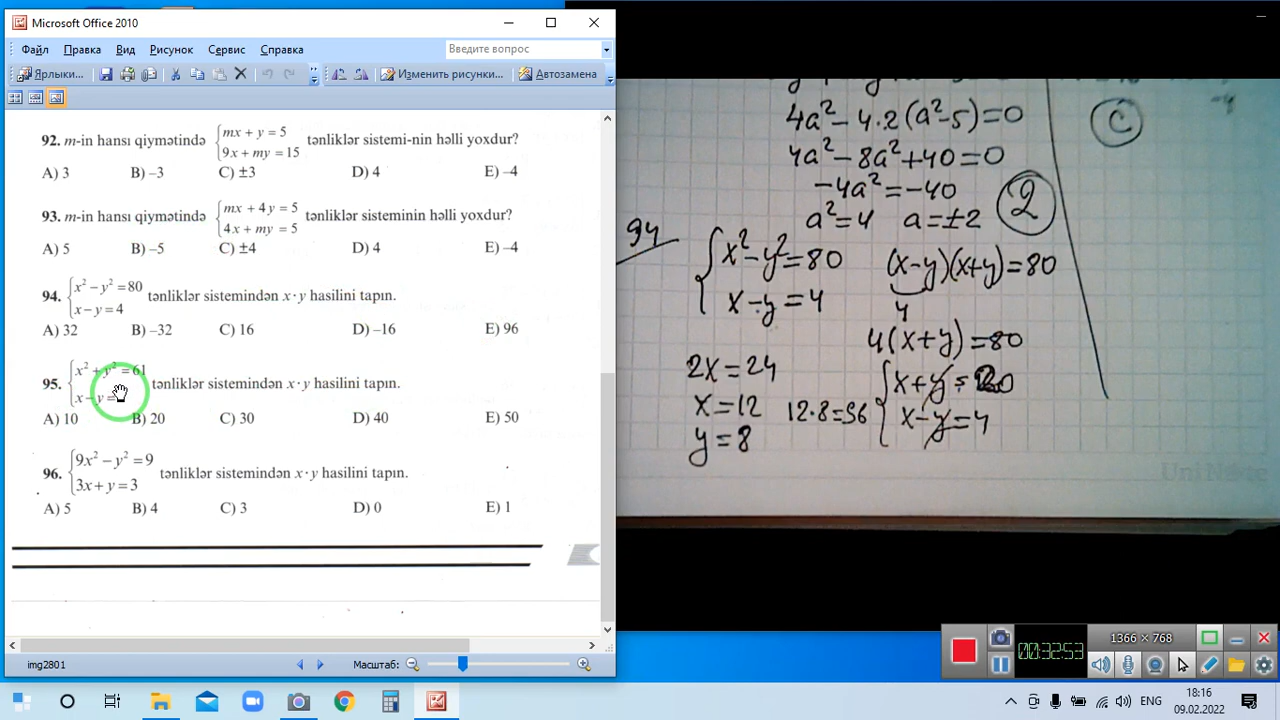 Microsoft Office 2010
Файл Правка Вид Рисунок Сервис Справка
Введите вопрос
Ярлыки... Изменить рисунки... Автозамена
92. m-in hansı qiymətində { mx + y = 5 tənliklər sistemi-nin həlli yoxdur?
9x + my = 15
A) 3 B) –3 C) ±3 D) 4 E) –4
93. m-in hansı qiymətində { mx + 4y = 5 tənliklər sisteminin həlli yoxdur?
4x + my = 5
A) 5 B) –5 C) ±4 D) 4 E) –4
94. { x² – y² = 80 tənliklər sistemindən x·y hasilini tapın.
x – y = 4
A) 32 B) –32 C) 16 D) –16 E) 96
95. { x² + y² = 61 tənliklər sistemindən x·y hasilini tapın.
x – y =
A) 10 B) 20 C) 30 D) 40 E) 50
96. { 9x² – y² = 9 tənliklər sistemindən x·y hasilini tapın.
3x + y = 3
A) 5 B) 4 C) 3 D) 0 E) 1
img2801 Масштаб:
4a² – 4·2(a²–5)=0
4a² – 8a² + 40 = 0
–4a² = –40
a² = 4 a = ±2
2
C
94
{ x² – y² = 80 (x–y)(x+y) = 80
x – y = 4 4
4(x+y) = 80
2x = 24 { x + y = 20
x = 12 12·8=96 x – y = 4
y = 8
UniNote
1366 × 768
00:32:53
ENG
18:16
09.02.2022